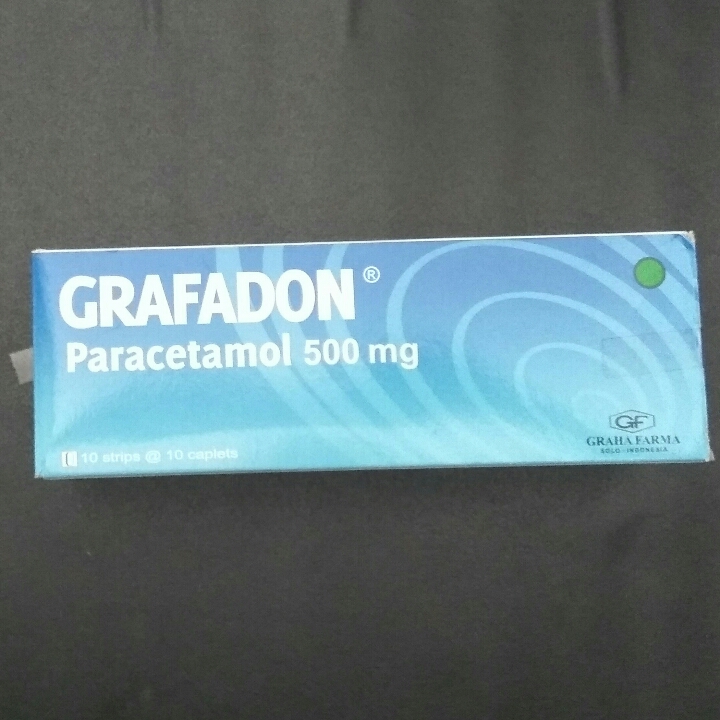 GRAFADON®
Paracetamol 500 mg
10 strips @ 10 caplets
GF
GRAHA FARMA
SOLO - INDONESIA